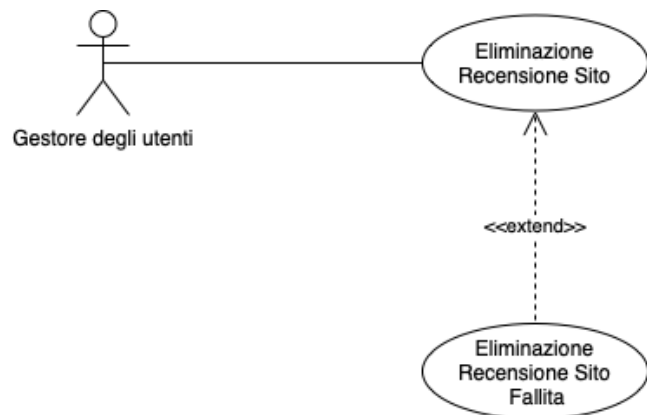 Eliminazione
Recensione Sito
Gestore degli utenti
<<extend>>
Eliminazione
Recensione Sito
Fallita